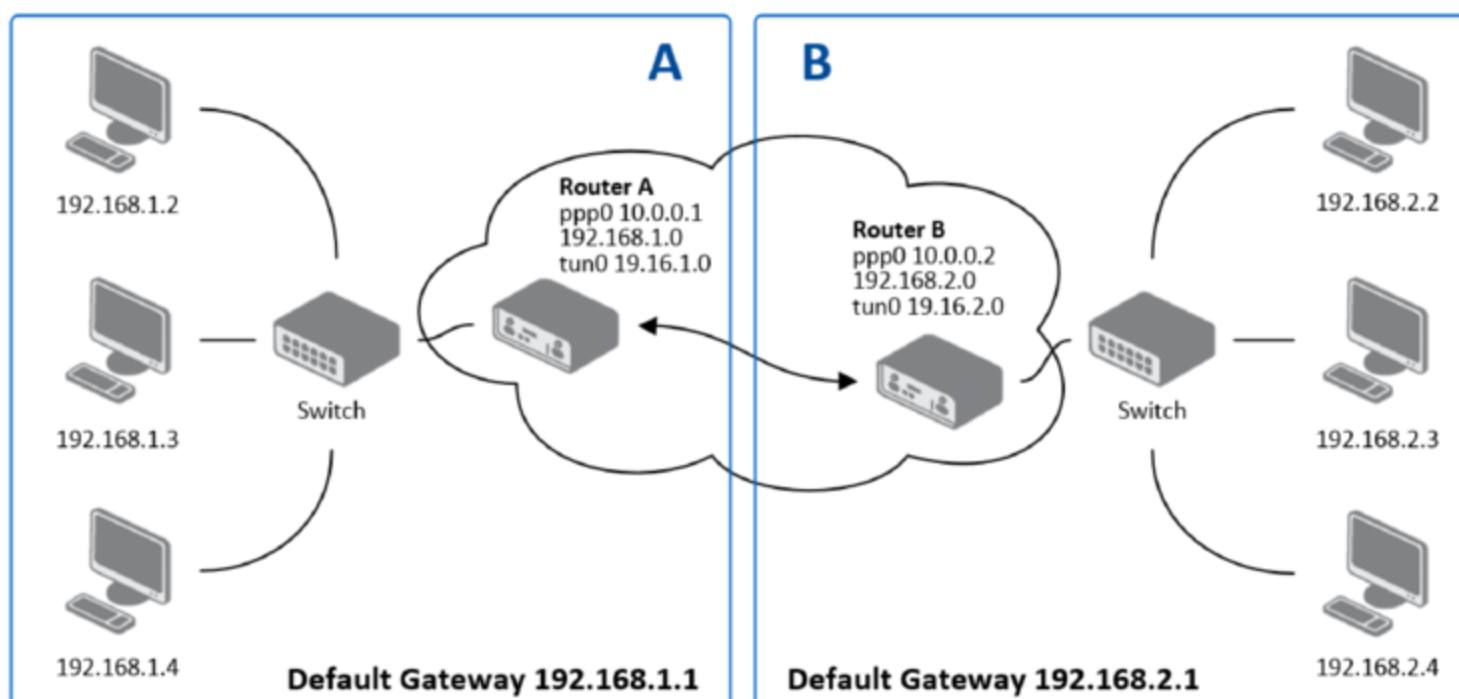 A
B
192.168.1.2
Router A
ppp0 10.0.0.1
192.168.1.0
tun0 19.16.1.0
Router B
ppp0 10.0.0.2
192.168.2.0
tun0 19.16.2.0
192.168.2.2
Switch
192.168.1.3
Switch
192.168.2.3
192.168.1.4
Default Gateway 192.168.1.1
Default Gateway 192.168.2.1
192.168.2.4